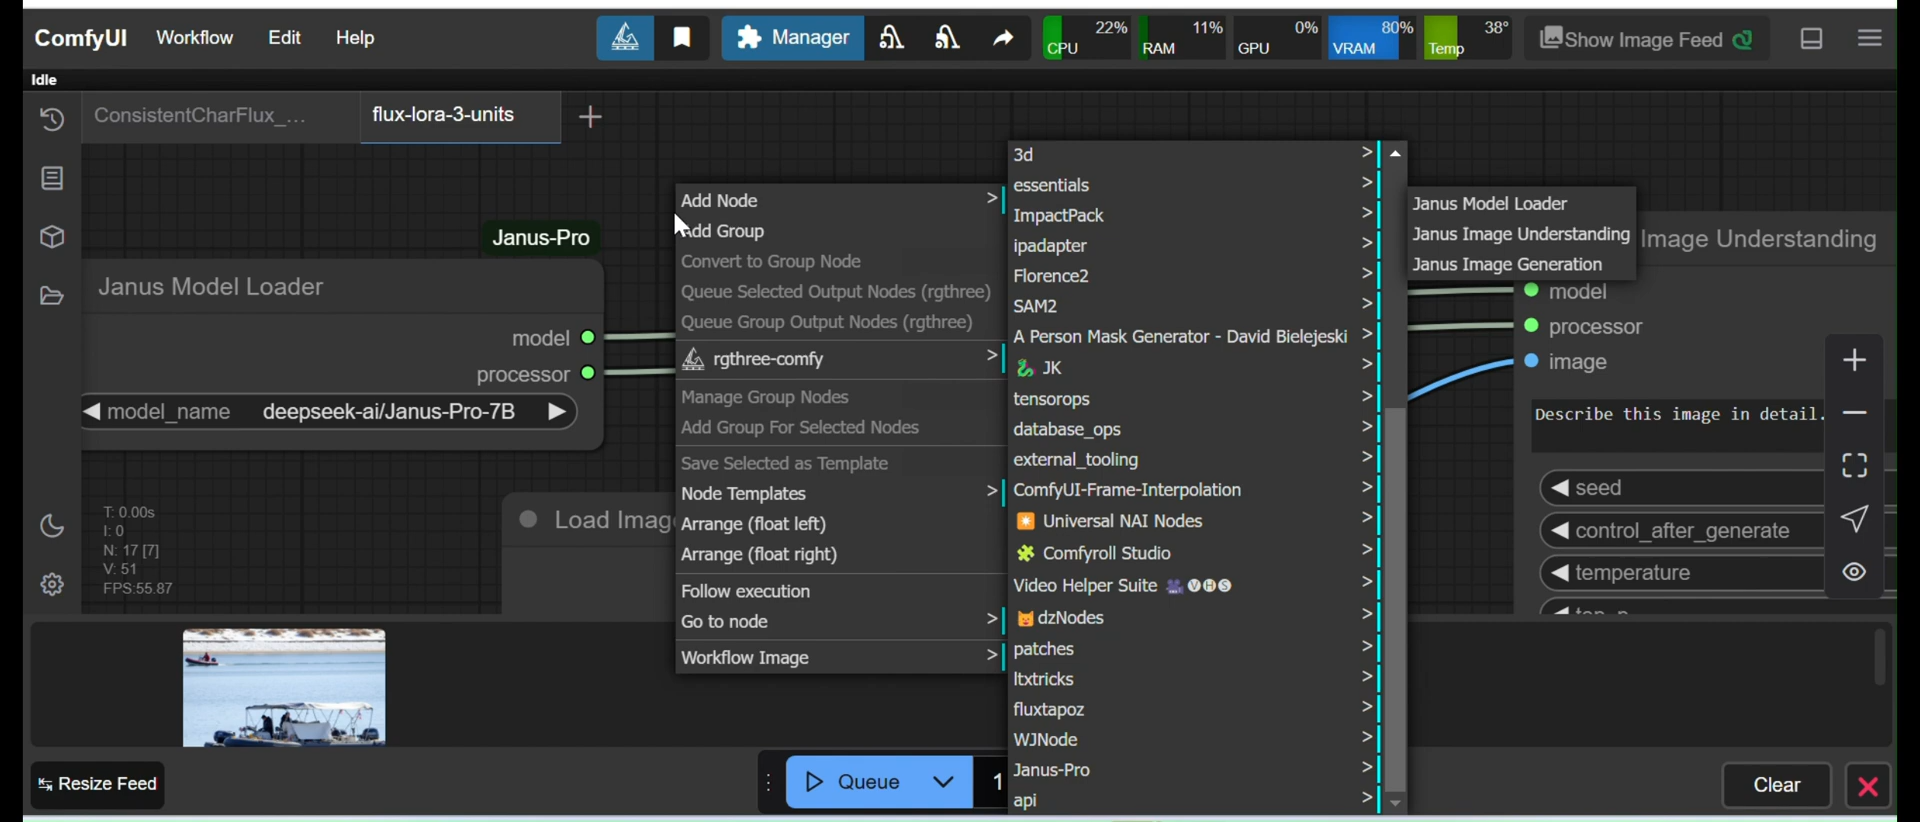 ComfyUI
Workflow
Edit
Help
Manager
CPU 22%
RAM 11%
GPU 0%
VRAM 80%
Temp 38°
Show Image Feed
Idle
ConsistentCharFlux_...
flux-lora-3-units
Janus-Pro
Janus Model Loader
model
processor
model_name deepseek-ai/Janus-Pro-7B
T: 0.00s
I: 0
N: 17 [7]
V: 51
FPS:55.87
Load Imag
Add Node >
Add Group
Convert to Group Node
Queue Selected Output Nodes (rgthree)
Queue Group Output Nodes (rgthree)
rgthree-comfy >
Manage Group Nodes
Add Group For Selected Nodes
Save Selected as Template
Node Templates >
Arrange (float left)
Arrange (float right)
Follow execution
Go to node >
Workflow Image >
3d >
essentials >
ImpactPack >
ipadapter >
Florence2 >
SAM2 >
A Person Mask Generator - David Bielejeski >
🐍 JK >
tensorops >
database_ops >
external_tooling >
ComfyUI-Frame-Interpolation >
Universal NAI Nodes >
🧩 Comfyroll Studio >
Video Helper Suite 🎥🅥🅗🅢 >
dzNodes >
patches >
ltxtricks >
fluxtapoz >
WJNode >
Janus-Pro >
api >
Janus Model Loader
Janus Image Understanding
Janus Image Generation
Image Understanding
model
processor
image
Describe this image in detail.
seed
control_after_generate
temperature
Resize Feed
Queue
1
Clear